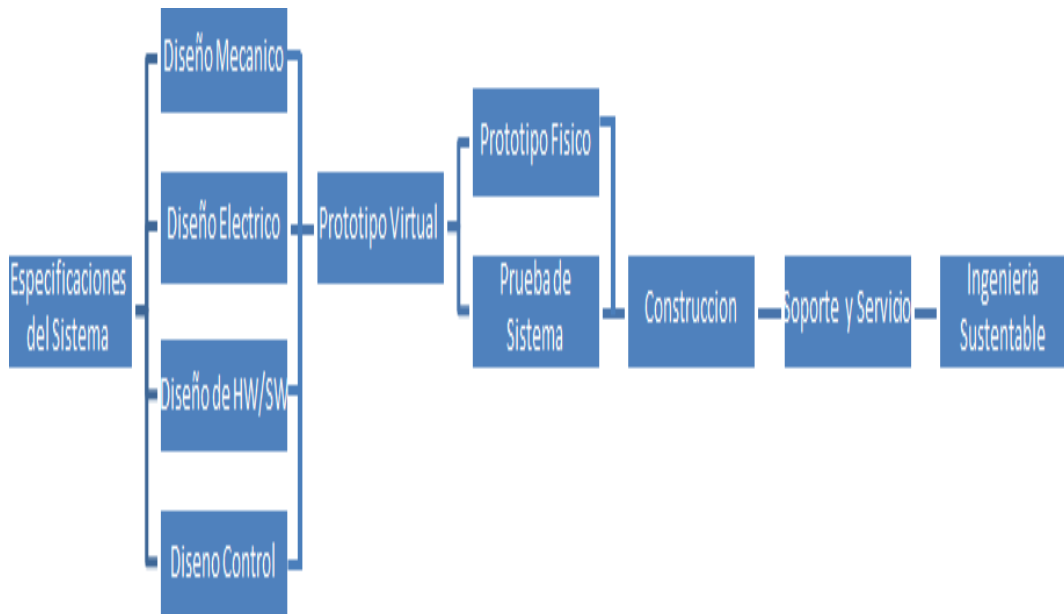 Diseño Mecanico
Diseño Electrico
Diseño de HW/SW
Diseno Control
Especificaciones
del Sistema
Prototipo Virtual
Prototipo Fisico
Prueba de
Sistema
Construccion
Soporte y Servicio
Ingenieria
Sustentable